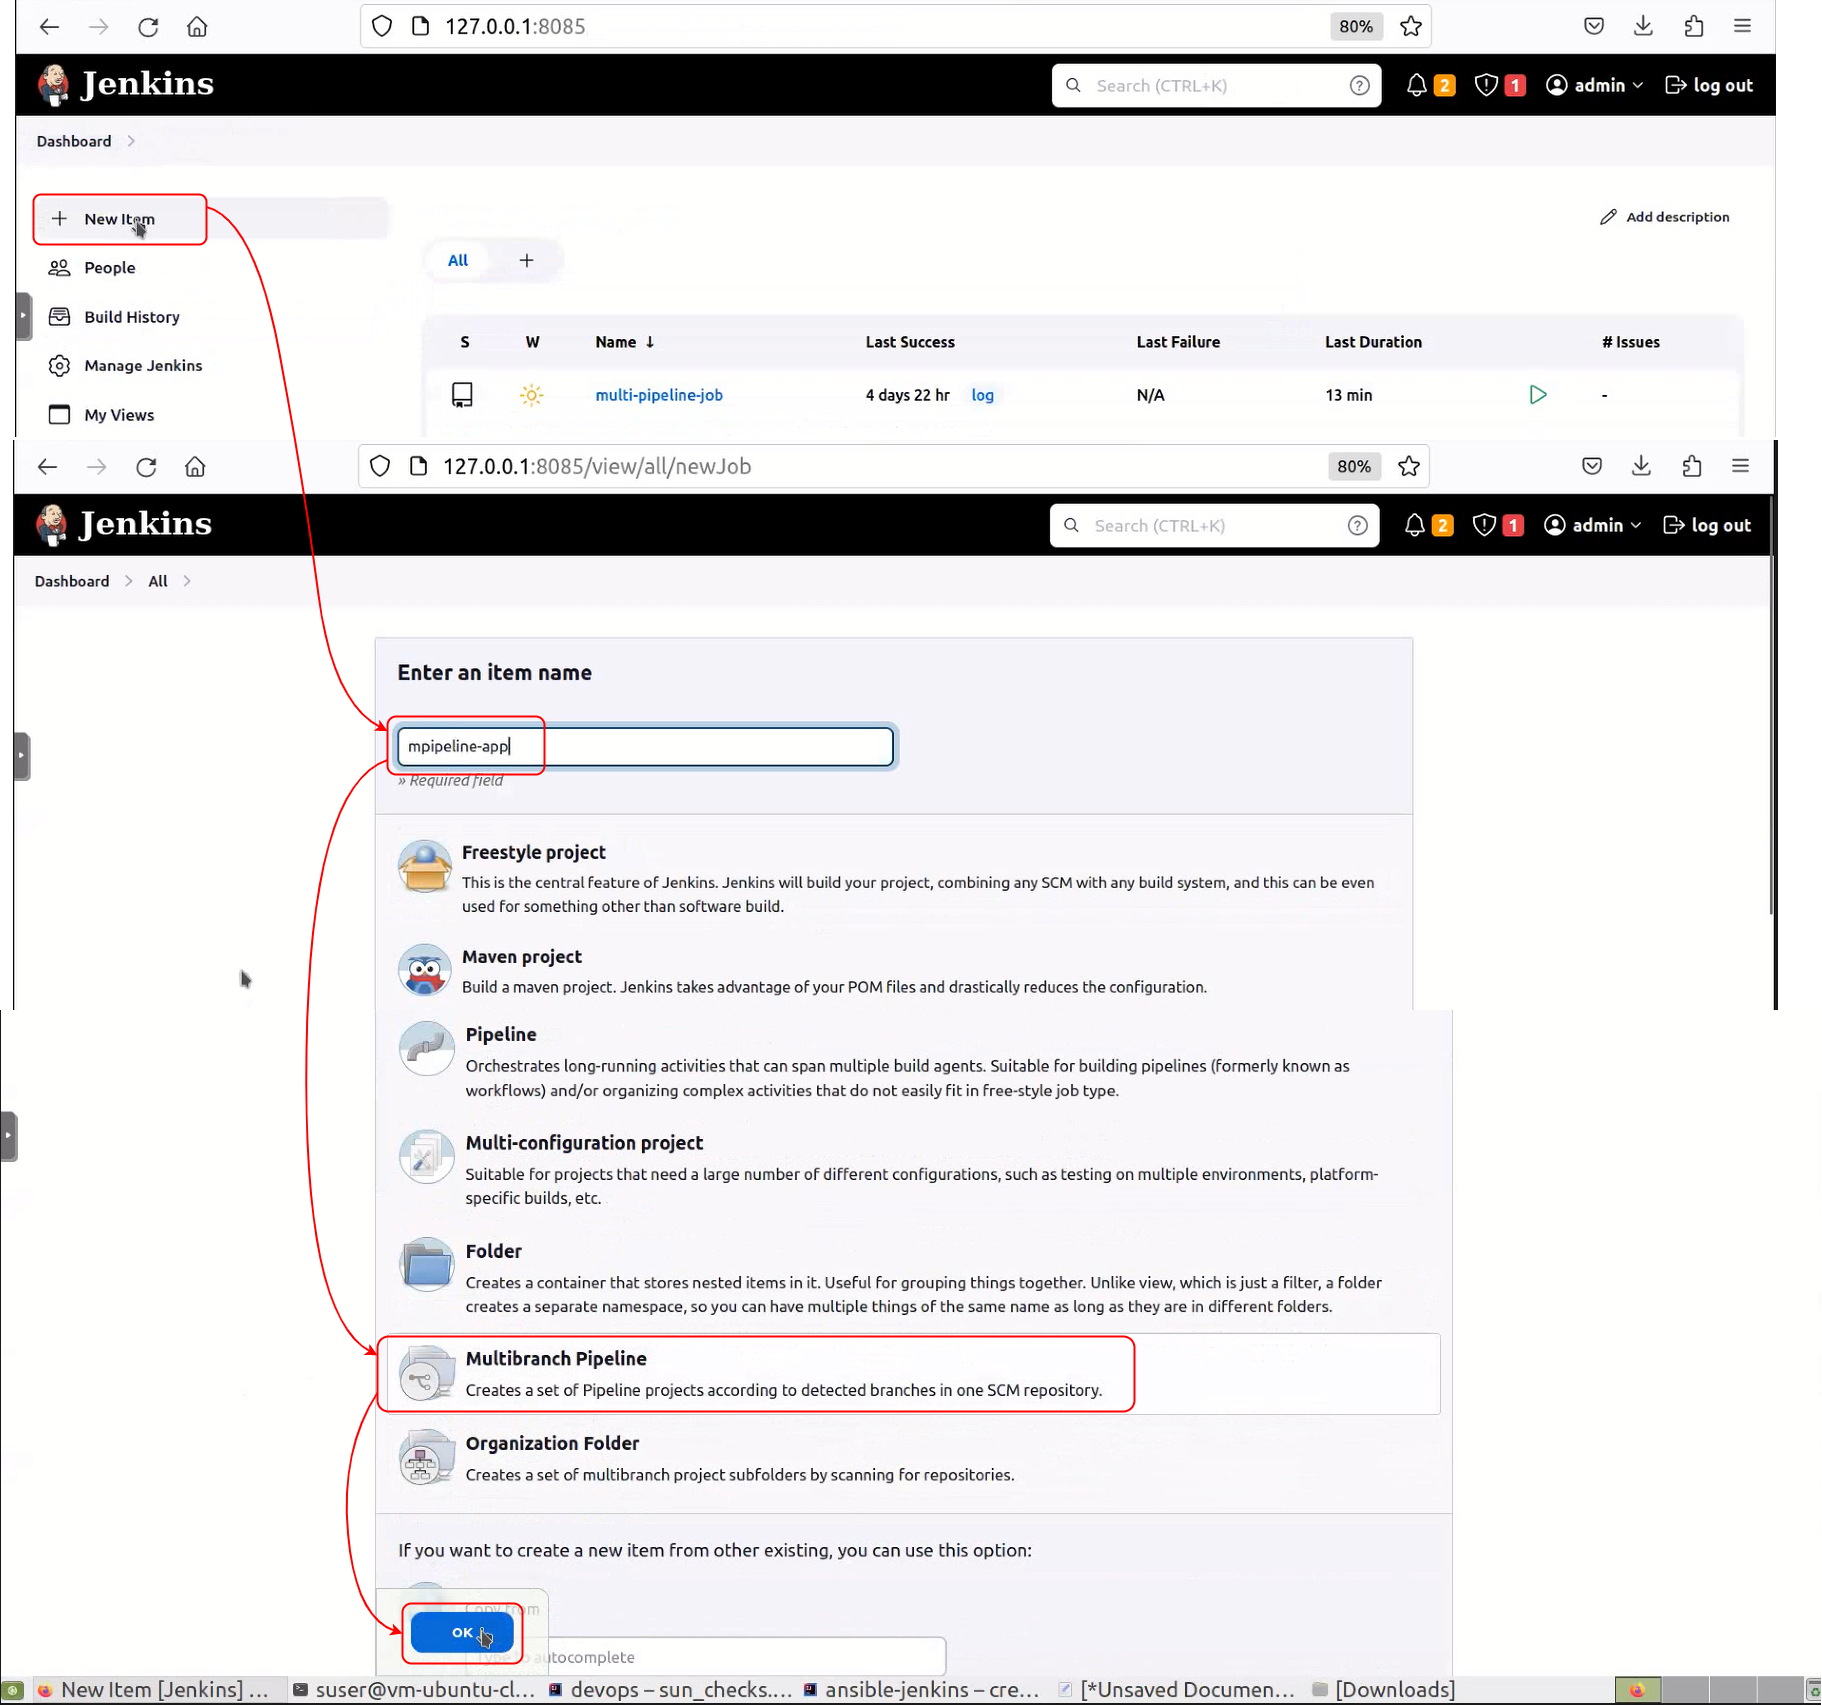 127.0.0.1:8085
80%
Jenkins
Search (CTRL+K)
2
1
admin
log out
Dashboard
New Item
Add description
People
All
+
Build History
S W Name ↓ Last Success Last Failure Last Duration # Issues
Manage Jenkins
multi-pipeline-job 4 days 22 hr log N/A 13 min -
My Views
127.0.0.1:8085/view/all/newJob
80%
Jenkins
Search (CTRL+K)
2
1
admin
log out
Dashboard > All >
Enter an item name
mpipeline-app
» Required field
Freestyle project
This is the central feature of Jenkins. Jenkins will build your project, combining any SCM with any build system, and this can be even
used for something other than software build.
Maven project
Build a maven project. Jenkins takes advantage of your POM files and drastically reduces the configuration.
Pipeline
Orchestrates long-running activities that can span multiple build agents. Suitable for building pipelines (formerly known as
workflows) and/or organizing complex activities that do not easily fit in free-style job type.
Multi-configuration project
Suitable for projects that need a large number of different configurations, such as testing on multiple environments, platform-
specific builds, etc.
Folder
Creates a container that stores nested items in it. Useful for grouping things together. Unlike view, which is just a filter, a folder
creates a separate namespace, so you can have multiple things of the same name as long as they are in different folders.
Multibranch Pipeline
Creates a set of Pipeline projects according to detected branches in one SCM repository.
Organization Folder
Creates a set of multibranch project subfolders by scanning for repositories.
If you want to create a new item from other existing, you can use this option:
Copy from
OK
Type to autocomplete
New Item [Jenkins] ... suser@vm-ubuntu-cl... devops – sun_checks.... ansible-jenkins – cre... [*Unsaved Documen... [Downloads]